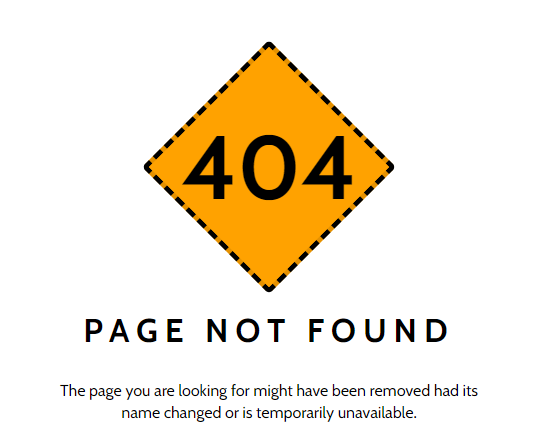 404
PAGE NOT FOUND
The page you are looking for might have been removed had its
name changed or is temporarily unavailable.